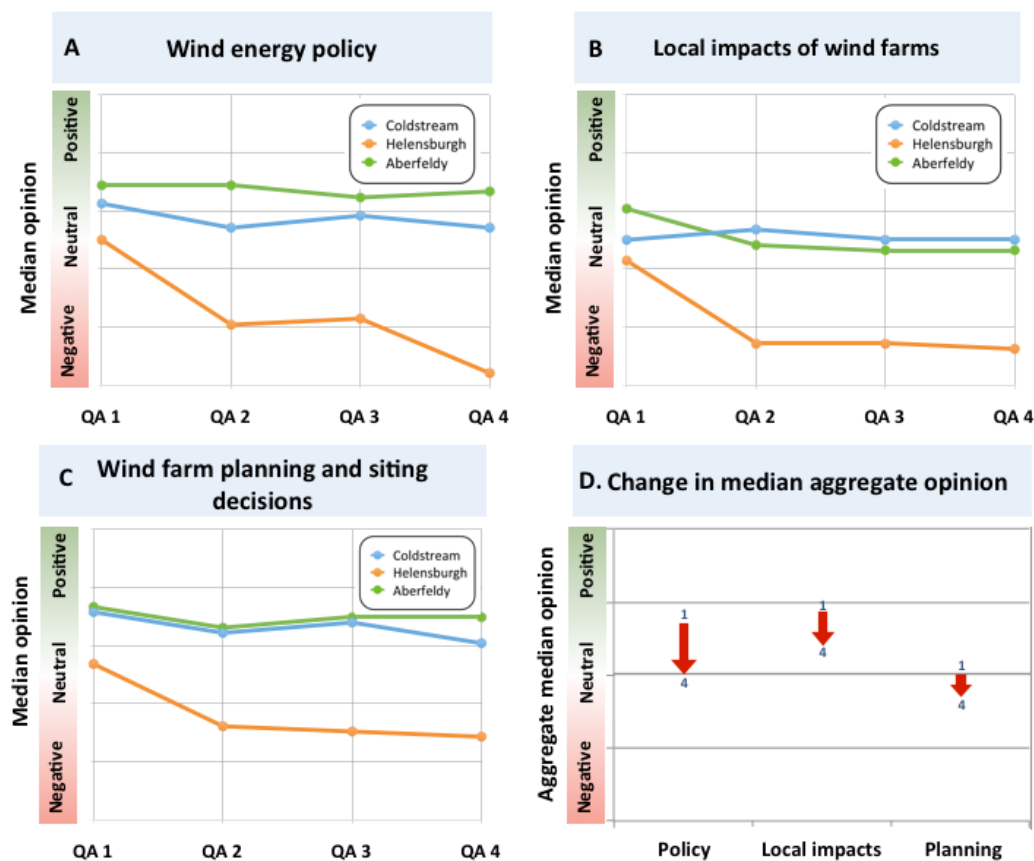 A Wind energy policy
Median opinion
Positive
Neutral
Negative
Coldstream
Helensburgh
Aberfeldy
QA 1 QA 2 QA 3 QA 4
B Local impacts of wind farms
Median opinion
Positive
Neutral
Negative
Coldstream
Helensburgh
Aberfeldy
QA 1 QA 2 QA 3 QA 4
C Wind farm planning and siting
decisions
Median opinion
Positive
Neutral
Negative
Coldstream
Helensburgh
Aberfeldy
QA 1 QA 2 QA 3 QA 4
D. Change in median aggregate opinion
Aggregate median opinion
Positive
Neutral
Negative
1
4
1
4
1
4
Policy Local impacts Planning